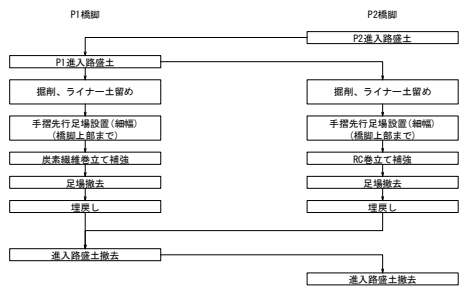 P1橋脚
P2橋脚
P2進入路盛土
P1進入路盛土
掘削、ライナー土留め
掘削、ライナー土留め
手摺先行足場設置(細幅)
(橋脚上部まで)
手摺先行足場設置(細幅)
(橋脚上部まで)
炭素繊維巻立て補強
RC巻立て補強
足場撤去
足場撤去
埋戻し
埋戻し
進入路盛土撤去
進入路盛土撤去